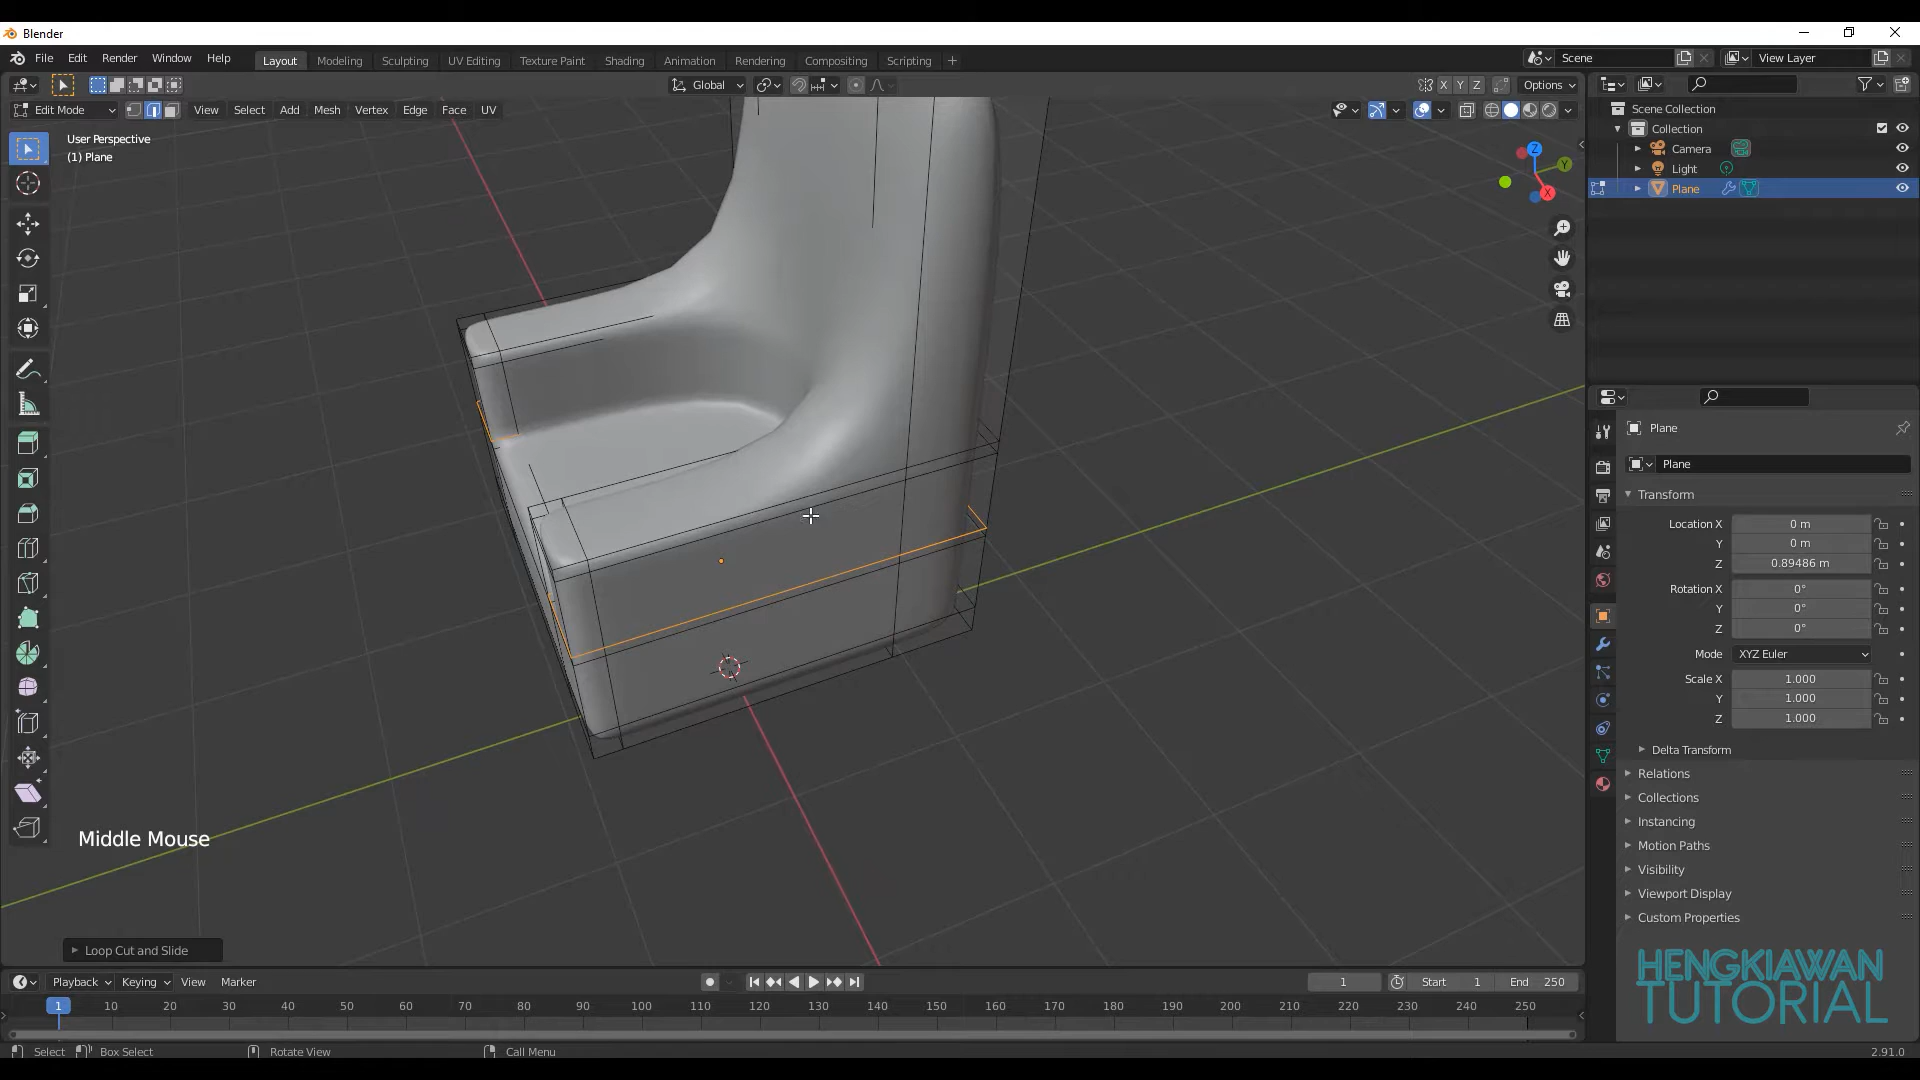 Blender
File Edit Render Window Help Layout Modeling Sculpting UV Editing Texture Paint Shading Animation Rendering Compositing Scripting + Scene View Layer
Global X Y Z Options
Edit Mode View Select Add Mesh Vertex Edge Face UV
User Perspective
(1) Plane
Z
Y
X
Scene Collection
Collection
Camera
Light
Plane
Plane
Plane
Transform
Location X 0 m
Y 0 m
Z 0.89486 m
Rotation X 0°
Y 0°
Z 0°
Mode XYZ Euler
Scale X 1.000
Y 1.000
Z 1.000
Delta Transform
Relations
Collections
Instancing
Motion Paths
Visibility
Viewport Display
Custom Properties
Middle Mouse
Loop Cut and Slide
HENGKIAWAN
TUTORIAL
Playback Keying View Marker 1 Start 1 End 250
1 10 20 30 40 50 60 70 80 90 100 110 120 130 140 150 160 170 180 190 200 210 220 230 240 250
Select Box Select Rotate View Call Menu 2.91.0